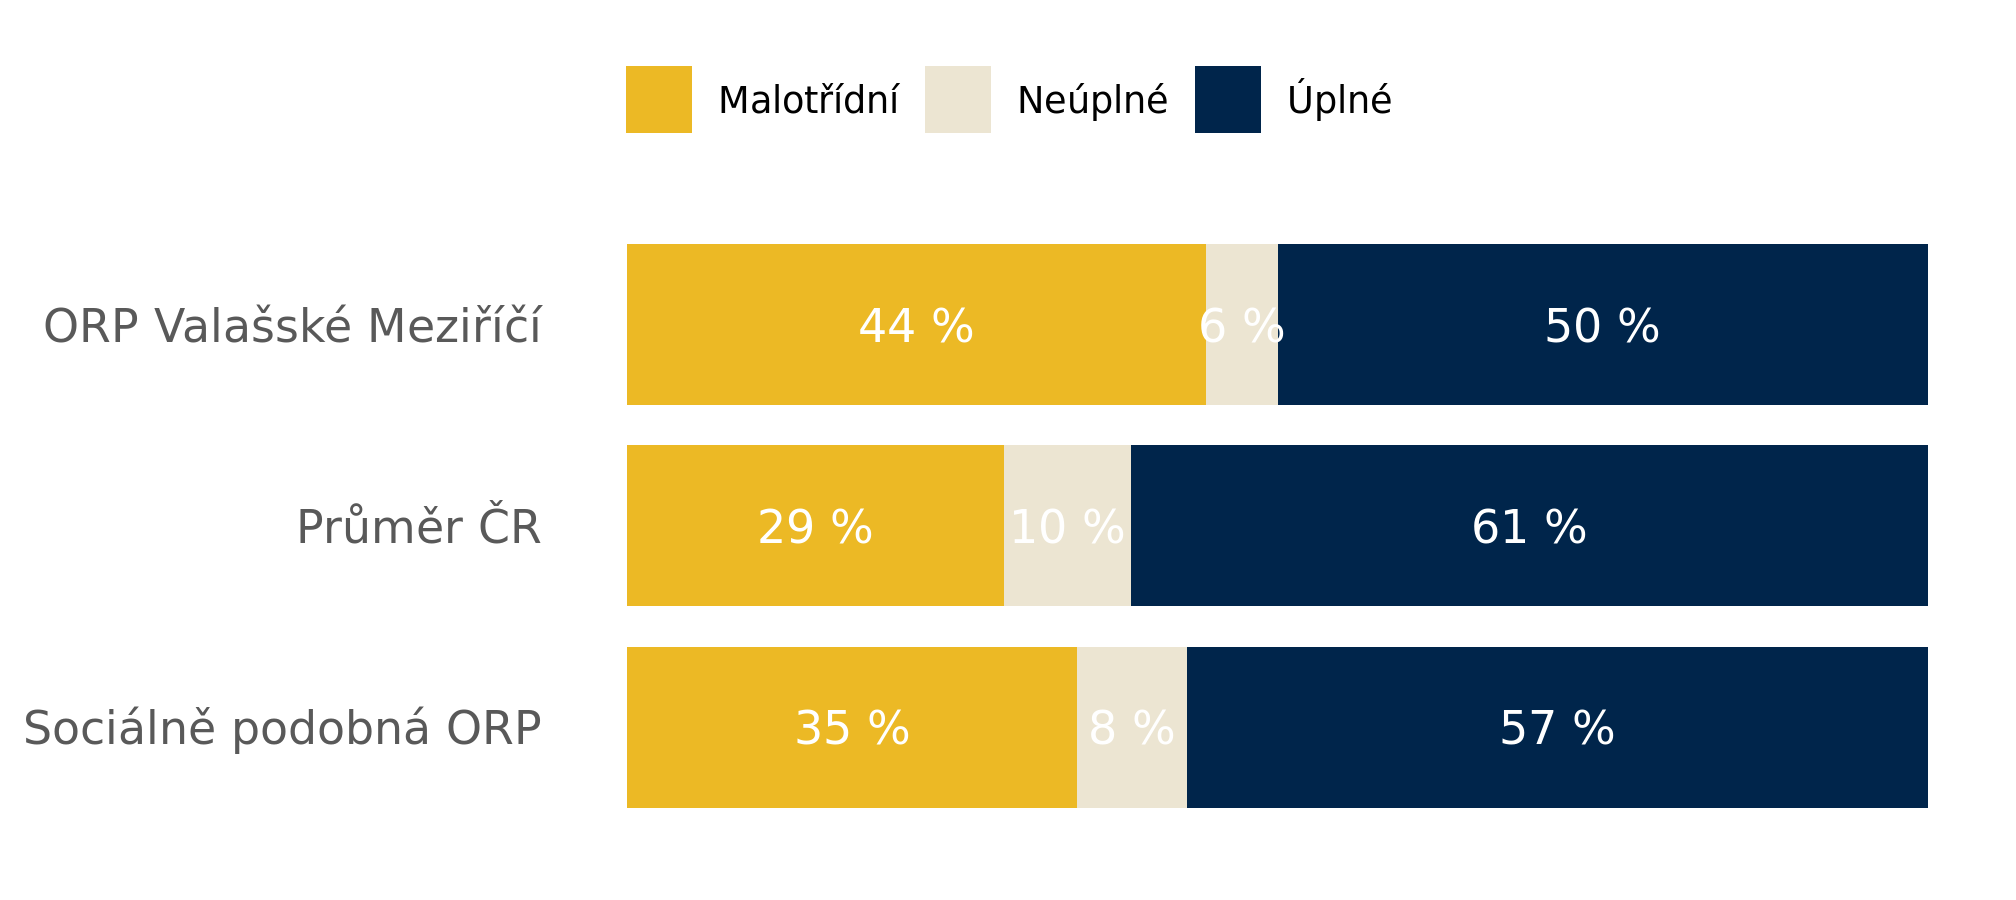 Malotřídní Neúplné Úplné
ORP Valašské Meziříčí 44 % 6 % 50 %
Průměr ČR 29 % 10 % 61 %
Sociálně podobná ORP 35 % 8 % 57 %